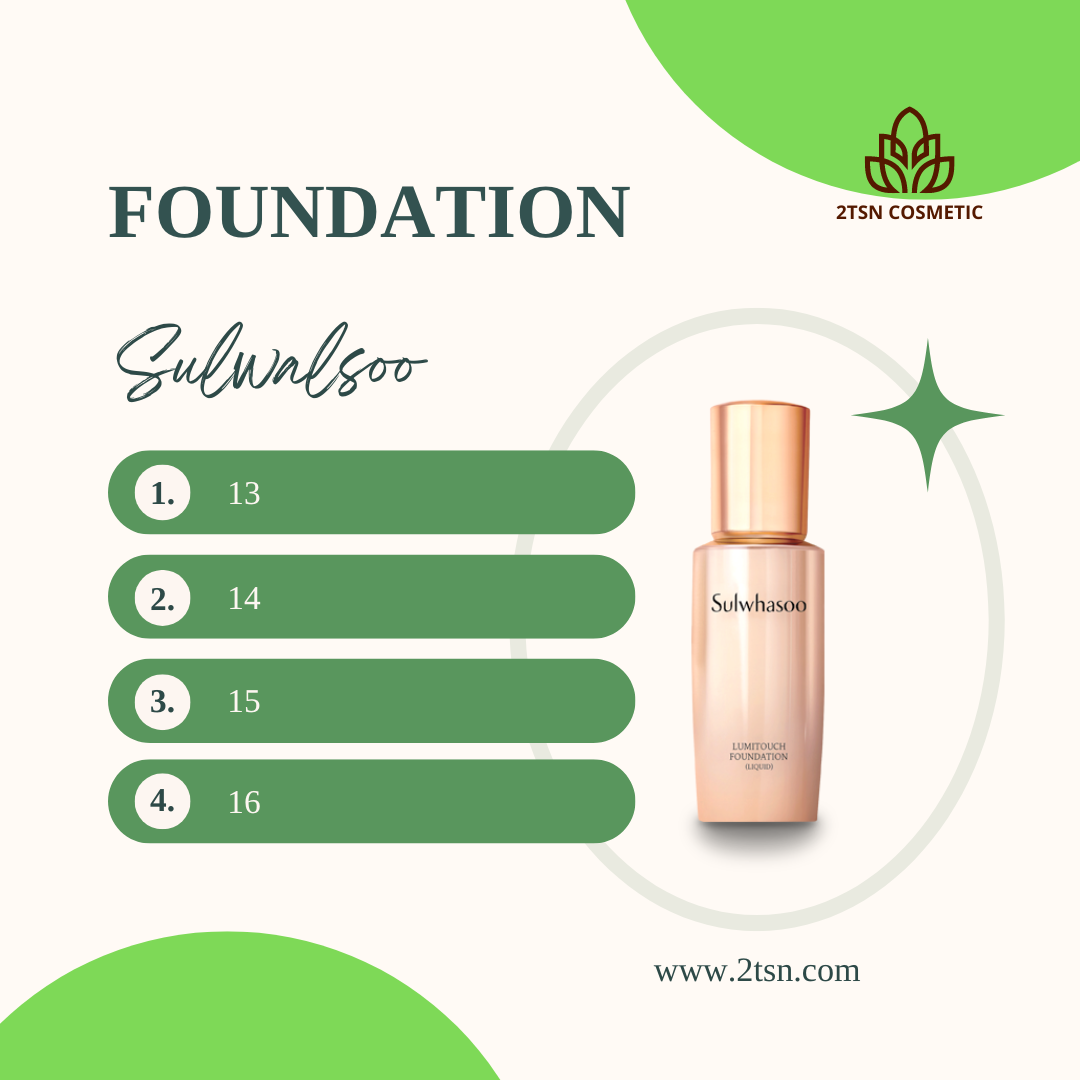 2TSN COSMETIC
FOUNDATION
Sulwalsoo
1. 13
2. 14
3. 15
4. 16
Sulwhasoo
LUMITOUCH
FOUNDATION
(LIQUID)
www.2tsn.com